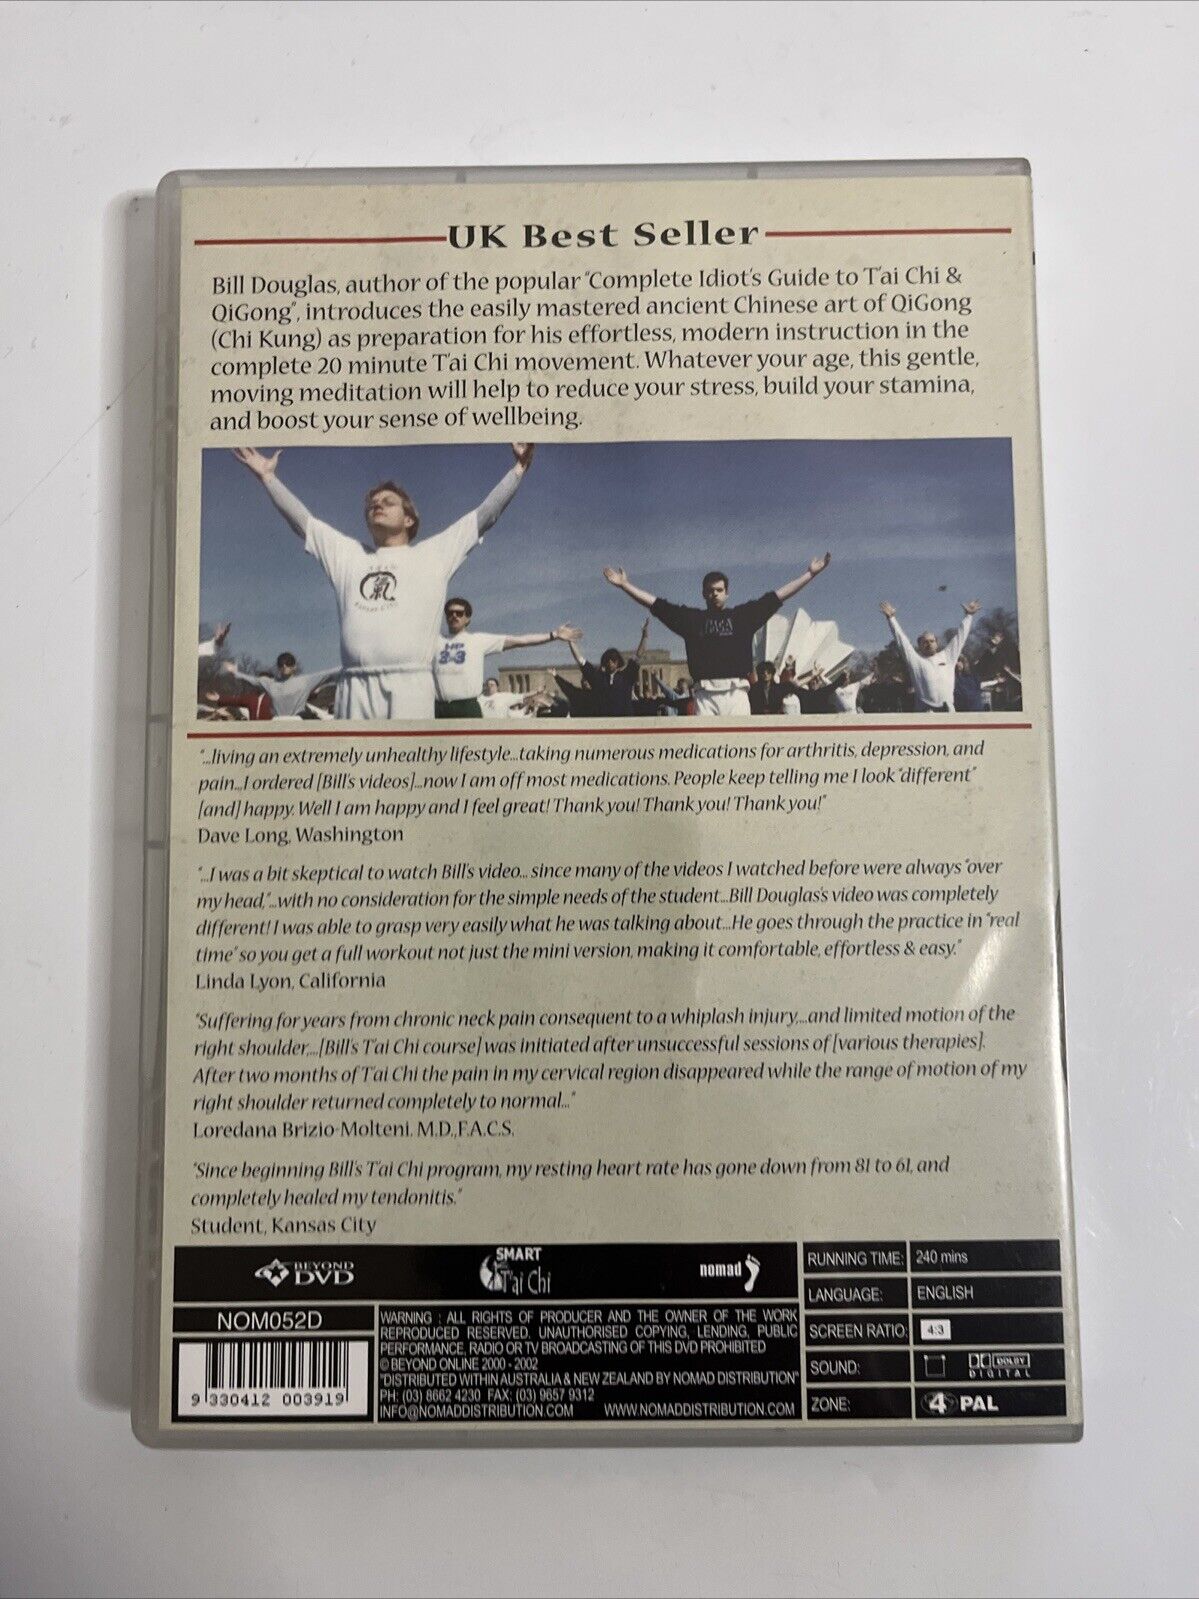 UK Best Seller
Bill Douglas, author of the popular "Complete Idiot's Guide to T'ai Chi &
QiGong", introduces the easily mastered ancient Chinese art of QiGong
(Chi Kung) as preparation for his effortless, modern instruction in the
complete 20 minute T'ai Chi movement. Whatever your age, this gentle,
moving meditation will help to reduce your stress, build your stamina,
and boost your sense of wellbeing.
"...living an extremely unhealthy lifestyle...taking numerous medications for arthritis, depression, and
pain...I ordered [Bill's videos]...now I am off most medications. People keep telling me I look "different"
[and] happy. Well I am happy and I feel great! Thank you! Thank you! Thank you!"
Dave Long, Washington
"...I was a bit skeptical to watch Bill's video... since many of the videos I watched before were always "over
my head,"...with no consideration for the simple needs of the student...Bill Douglas's video was completely
different! I was able to grasp very easily what he was talking about...He goes through the practice in "real
time" so you get a full workout not just the mini version, making it comfortable, effortless & easy."
Linda Lyon, California
"Suffering for years from chronic neck pain consequent to a whiplash injury,...and limited motion of the
right shoulder,...[Bill's T'ai Chi course] was initiated after unsuccessful sessions of [various therapies].
After two months of T'ai Chi the pain in my cervical region disappeared while the range of motion of my
right shoulder returned completely to normal..."
Loredana Brizio-Molteni, M.D.,F.A.C.S.
"Since beginning Bill's T'ai Chi program, my resting heart rate has gone down from 81 to 61, and
completely healed my tendonitis."
Student, Kansas City
BEYOND DVD
SMART T'ai Chi
nomad
NOM052D
9 330412 003919
WARNING : ALL RIGHTS OF PRODUCER AND THE OWNER OF THE WORK
REPRODUCED RESERVED. UNAUTHORISED COPYING, LENDING, PUBLIC
PERFORMANCE, RADIO OR TV BROADCASTING OF THIS DVD PROHIBITED
© BEYOND ONLINE 2000 - 2002
"DISTRIBUTED WITHIN AUSTRALIA & NEW ZEALAND BY NOMAD DISTRIBUTION"
PH: (03) 8662 4230 FAX: (03) 9657 9312
INFO@NOMADDISTRIBUTION.COM WWW.NOMADDISTRIBUTION.COM
RUNNING TIME: 240 mins
LANGUAGE: ENGLISH
SCREEN RATIO: 4:3
SOUND: DOLBY DIGITAL
ZONE: 4 PAL